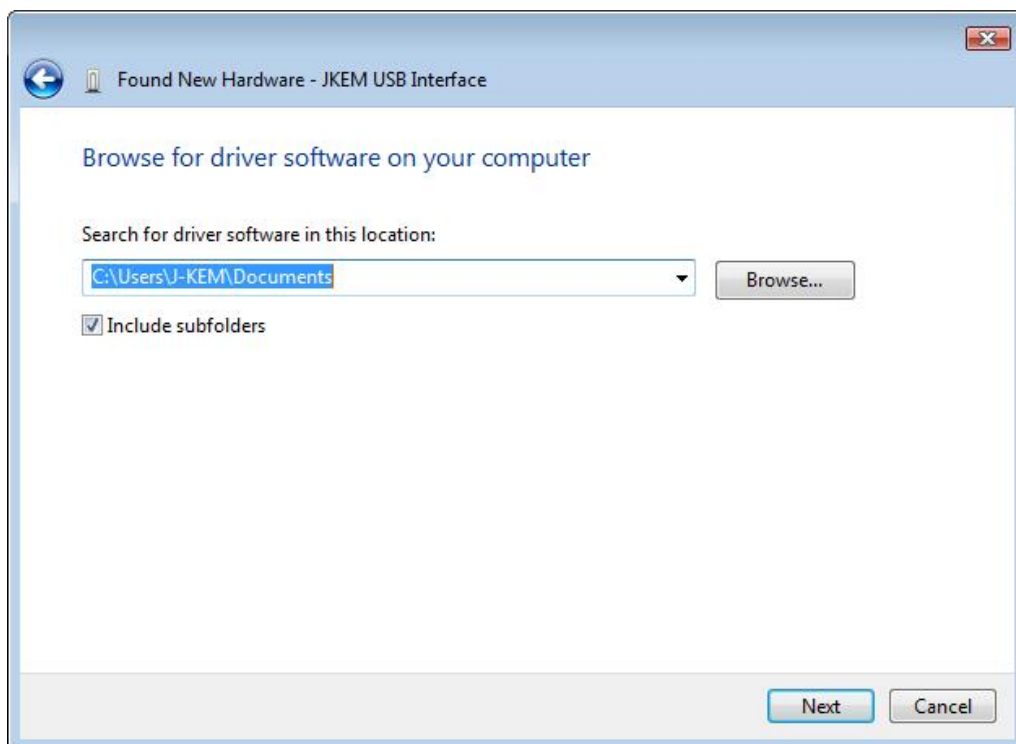 Found New Hardware - JKEM USB Interface
Browse for driver software on your computer
Search for driver software in this location:
C:\Users\J-KEM\Documents
Browse...
Include subfolders
Next
Cancel